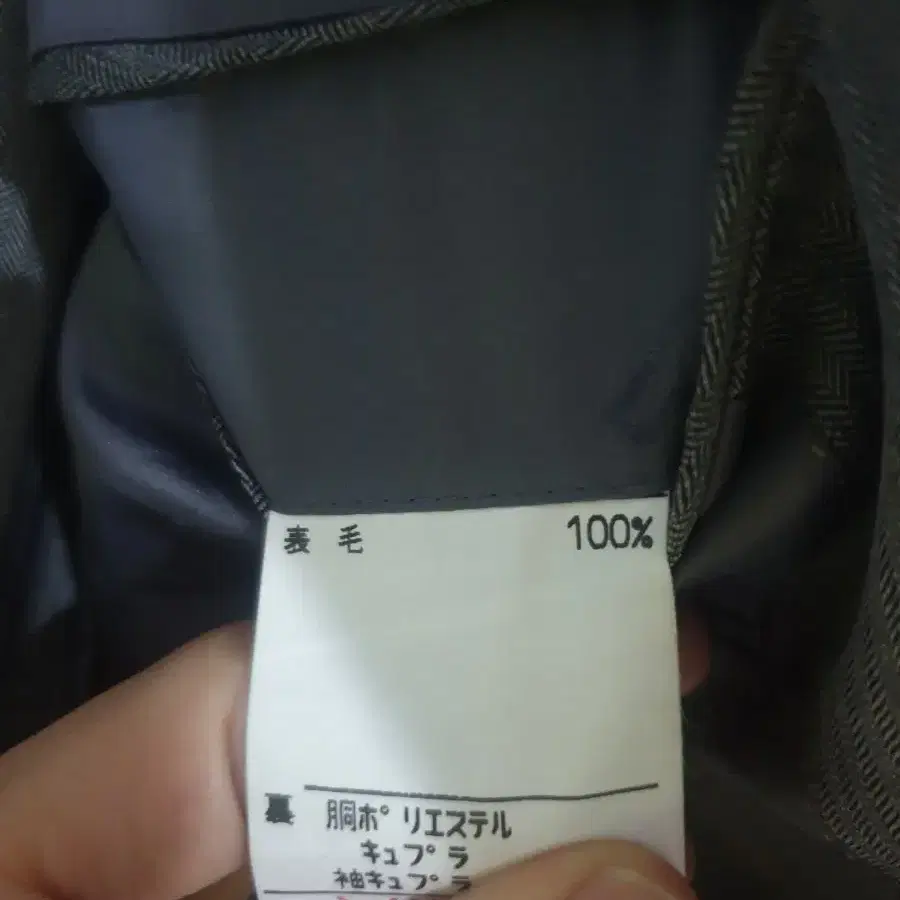 表 毛 100%
裏 胴ポリエステル
キュプラ
袖キュプラ